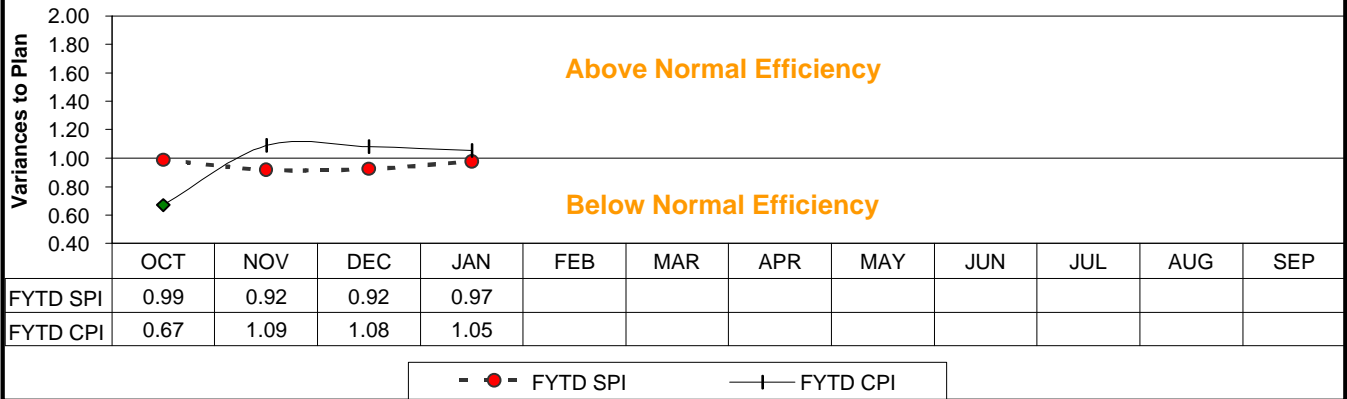 Variances to Plan
2.00
1.80
1.60
1.40
1.20
1.00
0.80
0.60
0.40
Above Normal Efficiency
Below Normal Efficiency
OCT NOV DEC JAN FEB MAR APR MAY JUN JUL AUG SEP
FYTD SPI 0.99 0.92 0.92 0.97
FYTD CPI 0.67 1.09 1.08 1.05
FYTD SPI FYTD CPI